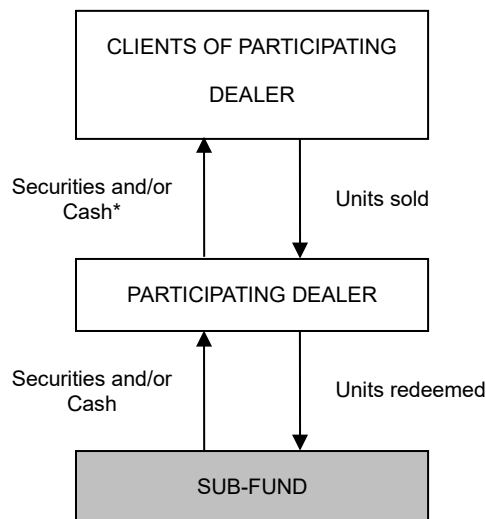 CLIENTS OF PARTICIPATING
DEALER
Securities and/or
Cash*
Units sold
PARTICIPATING DEALER
Securities and/or
Cash
Units redeemed
SUB-FUND